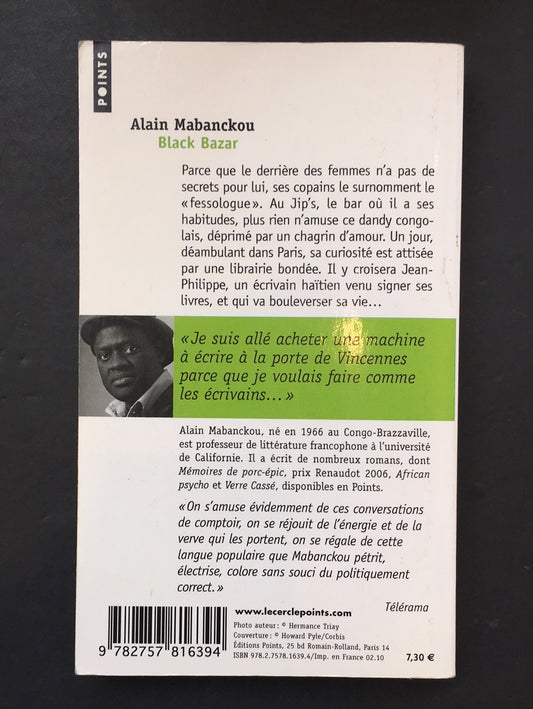 POINTS
Alain Mabanckou
Black Bazar
Parce que le derrière des femmes n’a pas de
secrets pour lui, ses copains le surnomment le
« fessologue ». Au Jip’s, le bar où il a ses
habitudes, plus rien n’amuse ce dandy congo-
lais, déprimé par un chagrin d’amour. Un jour,
déambulant dans Paris, sa curiosité est attisée
par une librairie bondée. Il y croisera Jean-
Philippe, un écrivain haïtien venu signer ses
livres, et qui va bouleverser sa vie…
« Je suis allé acheter une machine
à écrire à la porte de Vincennes
parce que je voulais faire comme
les écrivains… »
Alain Mabanckou, né en 1966 au Congo-Brazzaville,
est professeur de littérature francophone à l’université
de Californie. Il a écrit de nombreux romans, dont
Mémoires de porc-épic, prix Renaudot 2006, African
psycho et Verre Cassé, disponibles en Points.
« On s’amuse évidemment de ces conversations
de comptoir, on se réjouit de l’énergie et de la
verve qui les portent, on se régale de cette
langue populaire que Mabanckou pétrit,
électrise, colore sans souci du politiquement
correct. »
Télérama
www.lecerclepoints.com
Photo auteur : © Hermance Triay
Couverture : © Howard Pyle/Corbis
Éditions Points, 25 bd Romain-Rolland, Paris 14
ISBN 978.2.7578.1639.4/Imp. en France 02.10
7,30 €
9 782757 816394